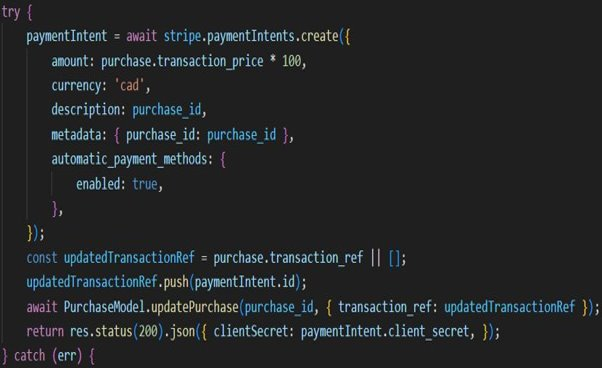 try {
    paymentIntent = await stripe.paymentIntents.create({
        amount: purchase.transaction_price * 100,
        currency: 'cad',
        description: purchase_id,
        metadata: { purchase_id: purchase_id },
        automatic_payment_methods: {
            enabled: true,
        },
    });
    const updatedTransactionRef = purchase.transaction_ref || [];
    updatedTransactionRef.push(paymentIntent.id);
    await PurchaseModel.updatePurchase(purchase_id, { transaction_ref: updatedTransactionRef });
    return res.status(200).json({ clientSecret: paymentIntent.client_secret, });
} catch (err) {